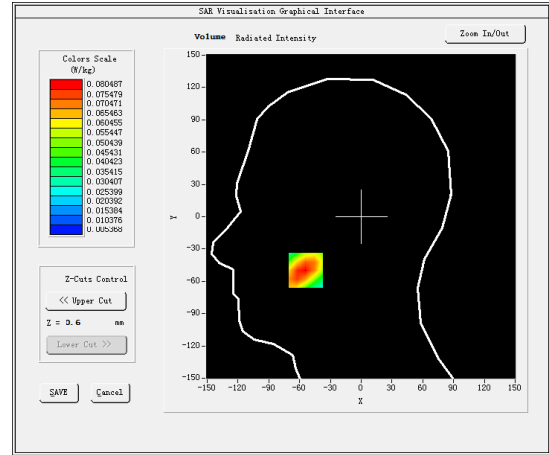 SAR Visualisation Graphical Interface
Volume Radiated Intensity
Zoom In/Out
Colors Scale
(W/kg)
0.080487
0.075479
0.070471
0.065463
0.060455
0.055447
0.050439
0.045431
0.040423
0.035415
0.030407
0.025399
0.020392
0.015384
0.010376
0.005368
Z-Cuts Control
<< Upper Cut
Z = 0.6 mm
Lower Cut >>
SAVE Cancel
150
120
90
60
30
0
-30
-60
-90
-120
-150
Y
-150 -120 -90 -60 -30 0 30 60 90 120 150
X